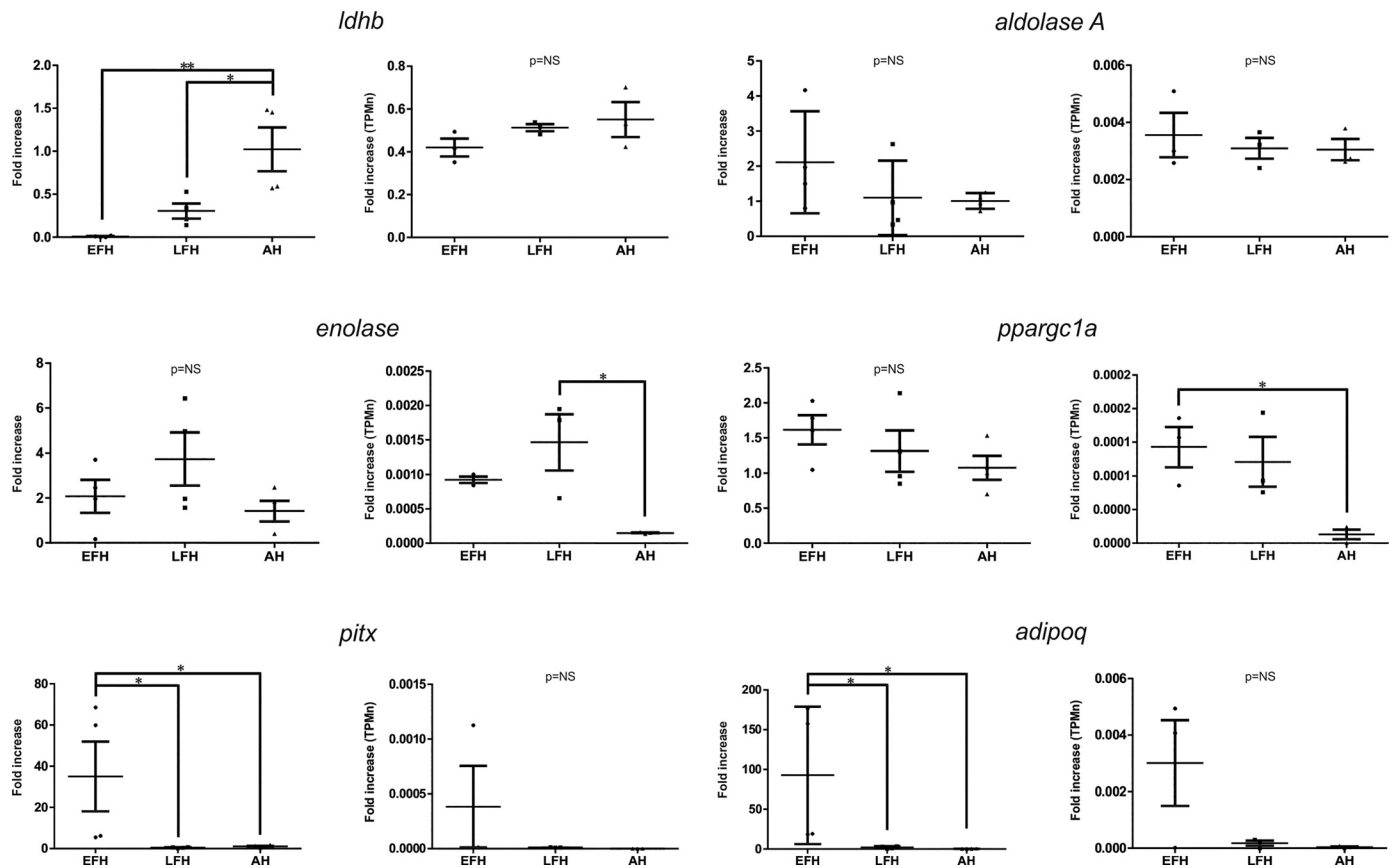 ldhb
aldolase A
Fold increase
2.0
1.5
1.0
0.5
0.0
**
*
EFH LFH AH
Fold increase (TPMn)
0.8
0.6
0.4
0.2
0.0
p=NS
EFH LFH AH
Fold increase
5
4
3
2
1
0
p=NS
EFH LFH AH
Fold increase (TPMn)
0.006
0.004
0.002
0.000
p=NS
EFH LFH AH
enolase
ppargc1a
Fold increase
8
6
4
2
0
p=NS
EFH LFH AH
Fold increase (TPMn)
0.0025
0.0020
0.0015
0.0010
0.0005
0.0000
*
EFH LFH AH
Fold increase
2.5
2.0
1.5
1.0
0.5
0.0
p=NS
EFH LFH AH
Fold increase (TPMn)
0.0002
0.0002
0.0001
0.0001
0.0000
0.0000
*
EFH LFH AH
pitx
adipoq
Fold increase
80
60
40
20
0
*
*
EFH LFH AH
Fold increase (TPMn)
0.0015
0.0010
0.0005
0.0000
p=NS
EFH LFH AH
Fold increase
200
150
100
50
0
*
*
EFH LFH AH
Fold increase (TPMn)
0.006
0.004
0.002
0.000
p=NS
EFH LFH AH